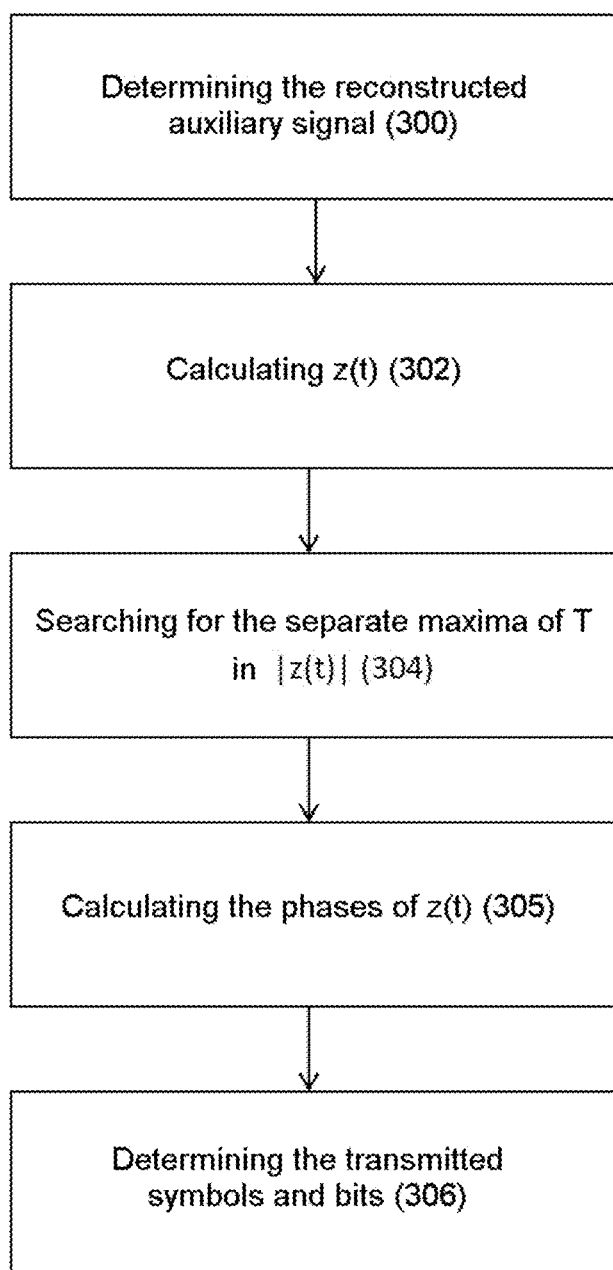 Determining the reconstructed
auxiliary signal (300)
Calculating z(t) (302)
Searching for the separate maxima of T
in |z(t)| (304)
Calculating the phases of z(t) (305)
Determining the transmitted
symbols and bits (306)